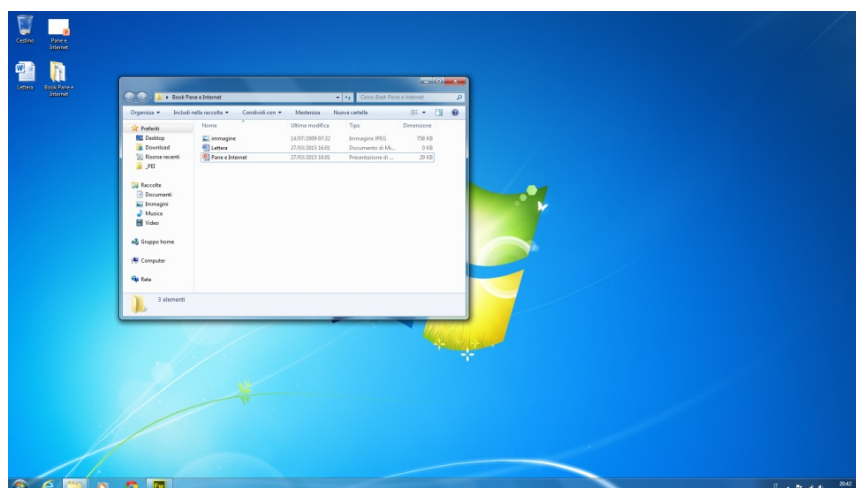 Cestino
Pane e
Internet
Lettera
Book Pane e
Internet
Book Pane e Internet
Cerca Book Pane e Internet
Organizza
Includi nella raccolta
Condividi con
Masterizza
Nuova cartella
Preferiti
Desktop
Download
Risorse recenti
_PEI
Raccolte
Documenti
Immagini
Musica
Video
Gruppo home
Computer
Rete
Nome Ultima modifica Tipo Dimensione
immagine 14/07/2009 07:32 Immagine JPEG 758 KB
Lettera 27/03/2015 16:01 Documento di Mi... 0 KB
Pane e Internet 27/03/2015 16:01 Presentazione di ... 29 KB
3 elementi
IT
20:42